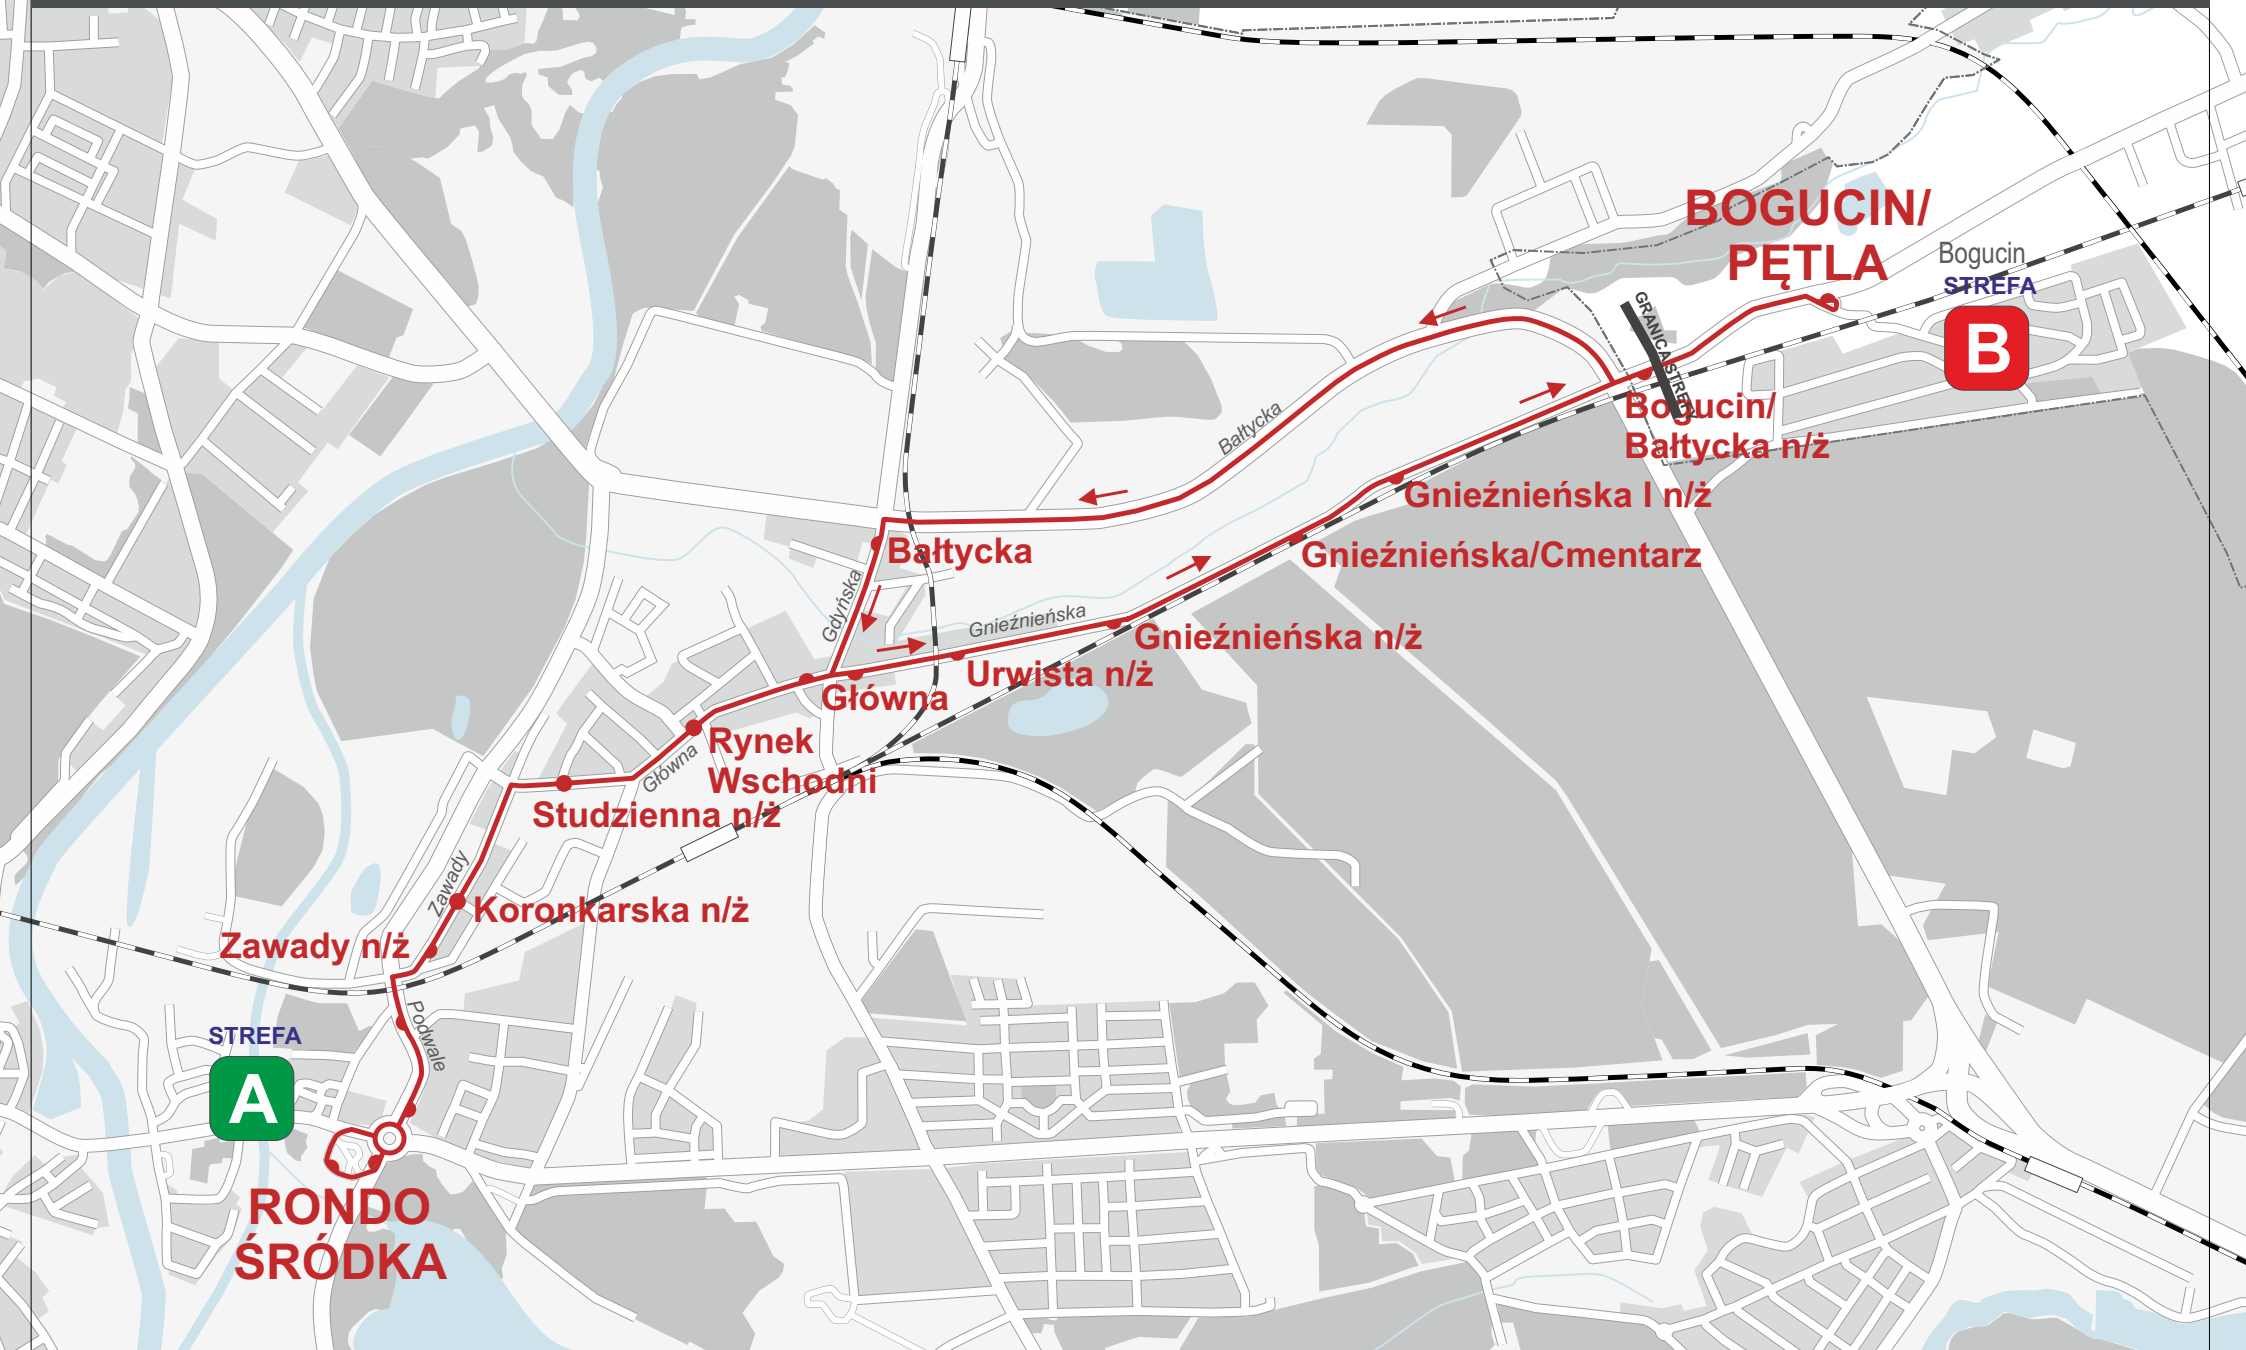 BOGUCIN/
PĘTLA
Bogucin
STREFA
B
GRANICA STREFY
Bogucin/
Bałtycka n/ż
Bałtycka
Gnieźnieńska I n/ż
Bałtycka
Gnieźnieńska/Cmentarz
Gdyńska
Gnieźnieńska
Gnieźnieńska n/ż
Urwista n/ż
Główna
Rynek
Wschodni
Główna
Studzienna n/ż
Zawady
Koronkarska n/ż
Zawady n/ż
Podwale
STREFA
A
RONDO
ŚRÓDKA